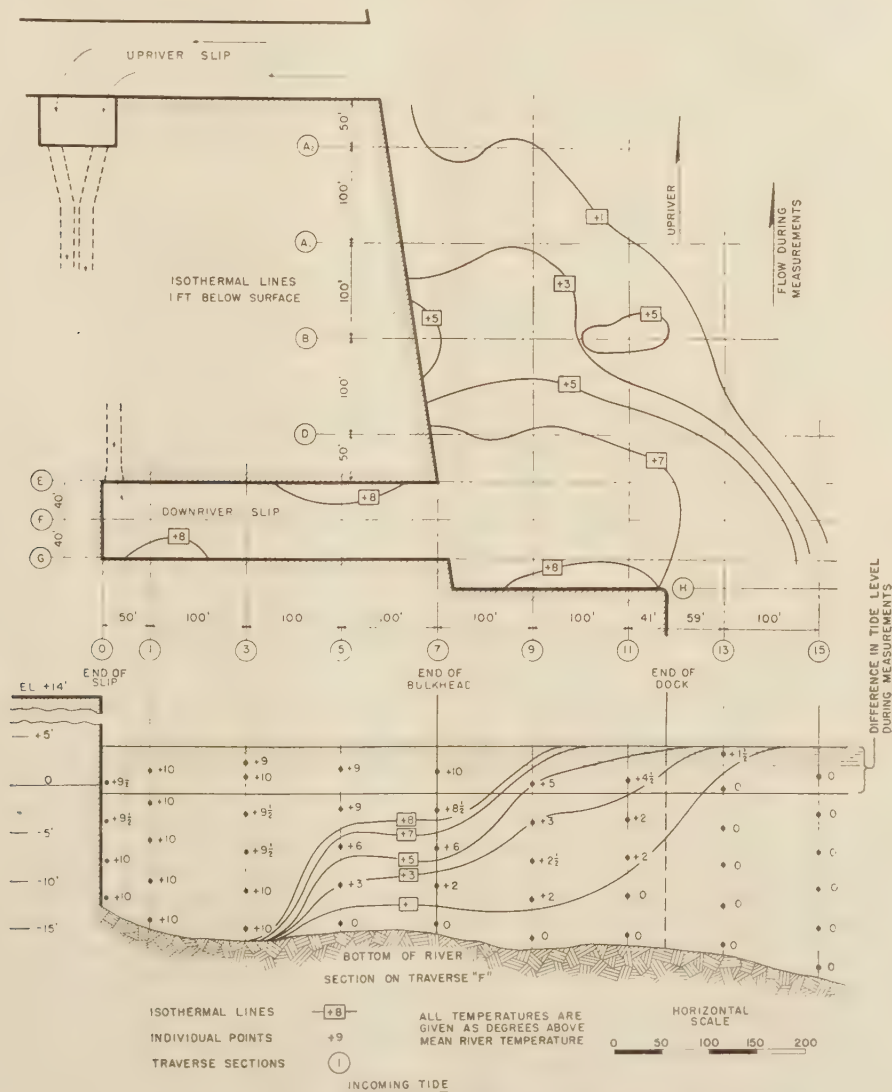 UPRIVER SLIP
50'
A₂
100'
UPRIVER
FLOW DURING
MEASUREMENTS
+1
A₁
ISOTHERMAL LINES
1 FT BELOW SURFACE
100'
+3
+5
+5
B
100'
+5
D
+7
50'
E
40'
+8
F
DOWNRIVER SLIP
40'
+8
G
+8
H
50' 100' 100 100' 100' 100' 41' 59' 100'
0 1 3 5 7 9 11 13 15
END OF
SLIP
END OF
BULKHEAD
END OF
DOCK
DIFFERENCE IN TIDE LEVEL
DURING MEASUREMENTS
EL +14'
+5'
+9 +1½
+10 +9 +10
0 +10 +5 +4½ 0
+10 0
+9½ +9½ +9 +8½ +3 +2 0 0
-5' +8
+7
+10 +9½ +6 +6 +2½ +2 0 0
+5
+3
-10'
+10 +10 +10 +3 +2 +2 0 0 0
+
-15'
+10 +10 0 0 0 0 0 0
BOTTOM OF RIVER
SECTION ON TRAVERSE "F"
ISOTHERMAL LINES +8
INDIVIDUAL POINTS +9
TRAVERSE SECTIONS 1
ALL TEMPERATURES ARE
GIVEN AS DEGREES ABOVE
MEAN RIVER TEMPERATURE
HORIZONTAL
SCALE
0 50 100 150 200
INCOMING TIDE